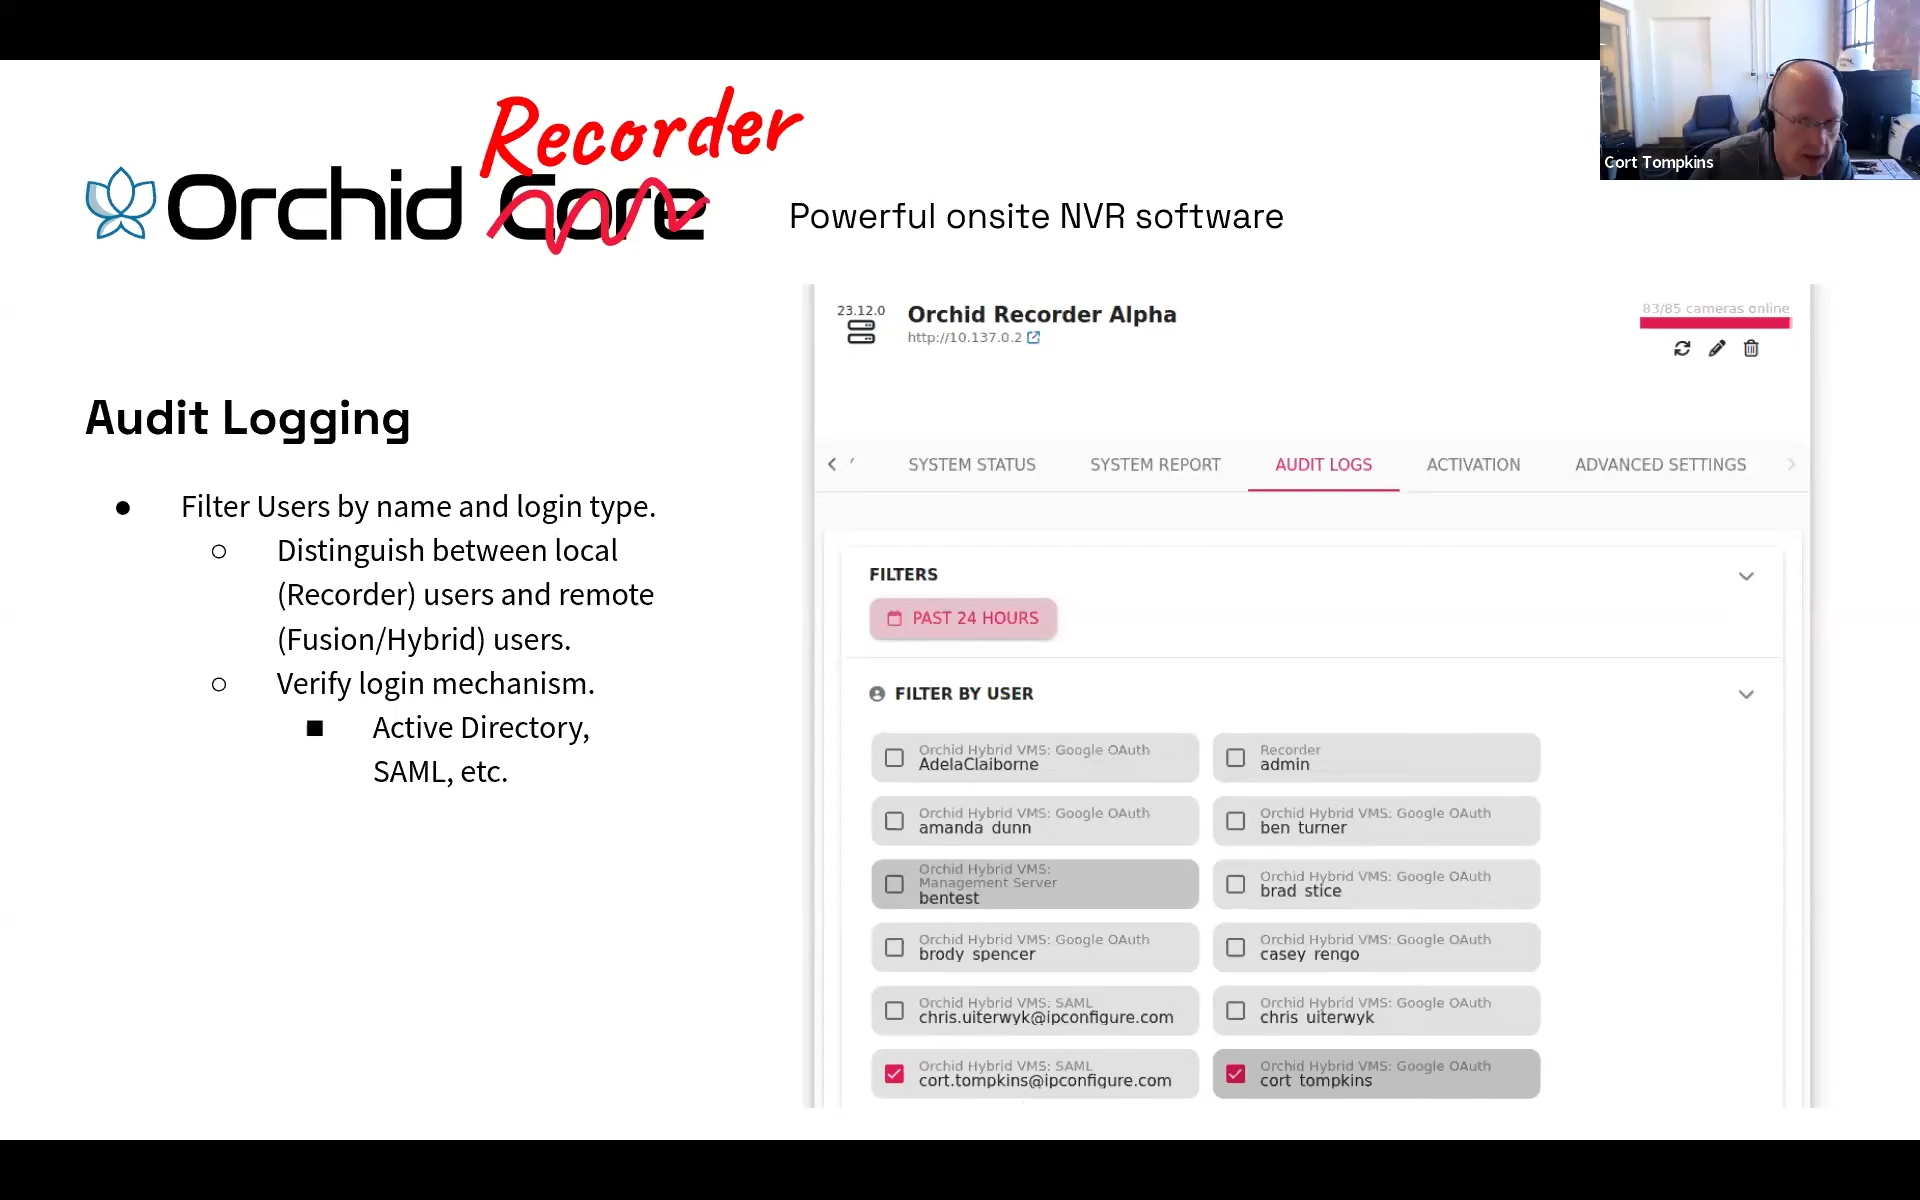 Cort Tompkins
Recorder
Orchid Core
Powerful onsite NVR software
Audit Logging
● Filter Users by name and login type.
○ Distinguish between local
(Recorder) users and remote
(Fusion/Hybrid) users.
○ Verify login mechanism.
■ Active Directory,
SAML, etc.
23.12.0
Orchid Recorder Alpha
http://10.137.0.2
83/85 cameras online
SYSTEM STATUS
SYSTEM REPORT
AUDIT LOGS
ACTIVATION
ADVANCED SETTINGS
FILTERS
PAST 24 HOURS
FILTER BY USER
Orchid Hybrid VMS: Google OAuth
AdelaClaiborne
Recorder
admin
Orchid Hybrid VMS: Google OAuth
amanda dunn
Orchid Hybrid VMS: Google OAuth
ben turner
Orchid Hybrid VMS:
Management Server
bentest
Orchid Hybrid VMS: Google OAuth
brad stice
Orchid Hybrid VMS: Google OAuth
brody spencer
Orchid Hybrid VMS: Google OAuth
casey rengo
Orchid Hybrid VMS: SAML
chris.uiterwyk@ipconfigure.com
Orchid Hybrid VMS: Google OAuth
chris uiterwyk
Orchid Hybrid VMS: SAML
cort.tompkins@ipconfigure.com
Orchid Hybrid VMS: Google OAuth
cort tompkins